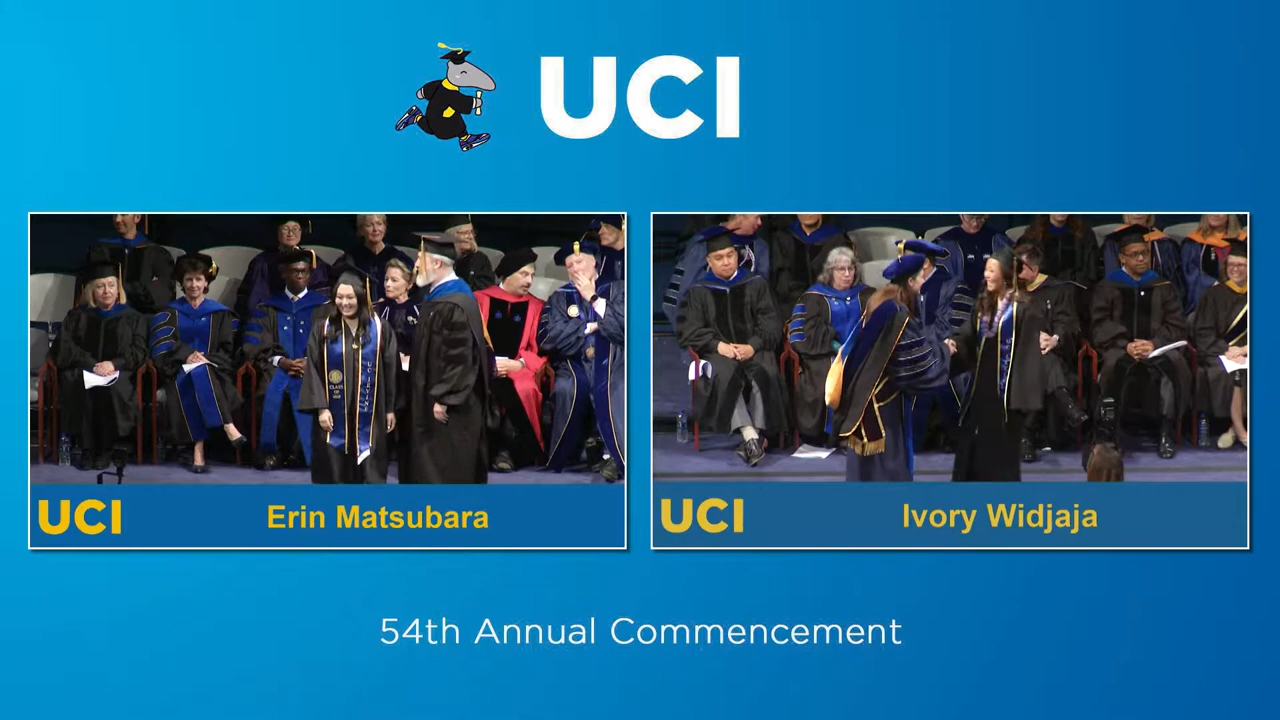 UCI
UCI
Erin Matsubara
UCI
Ivory Widjaja
54th Annual Commencement